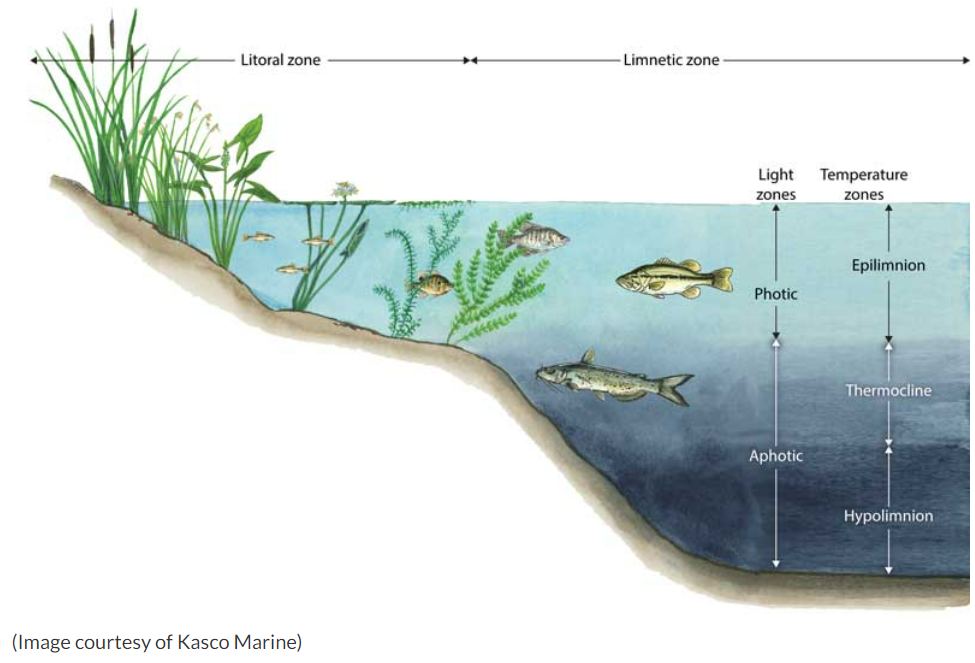 Litoral zone
Limnetic zone
Light
zones
Temperature
zones
Epilimnion
Photic
Thermocline
Aphotic
Hypolimnion
(Image courtesy of Kasco Marine)